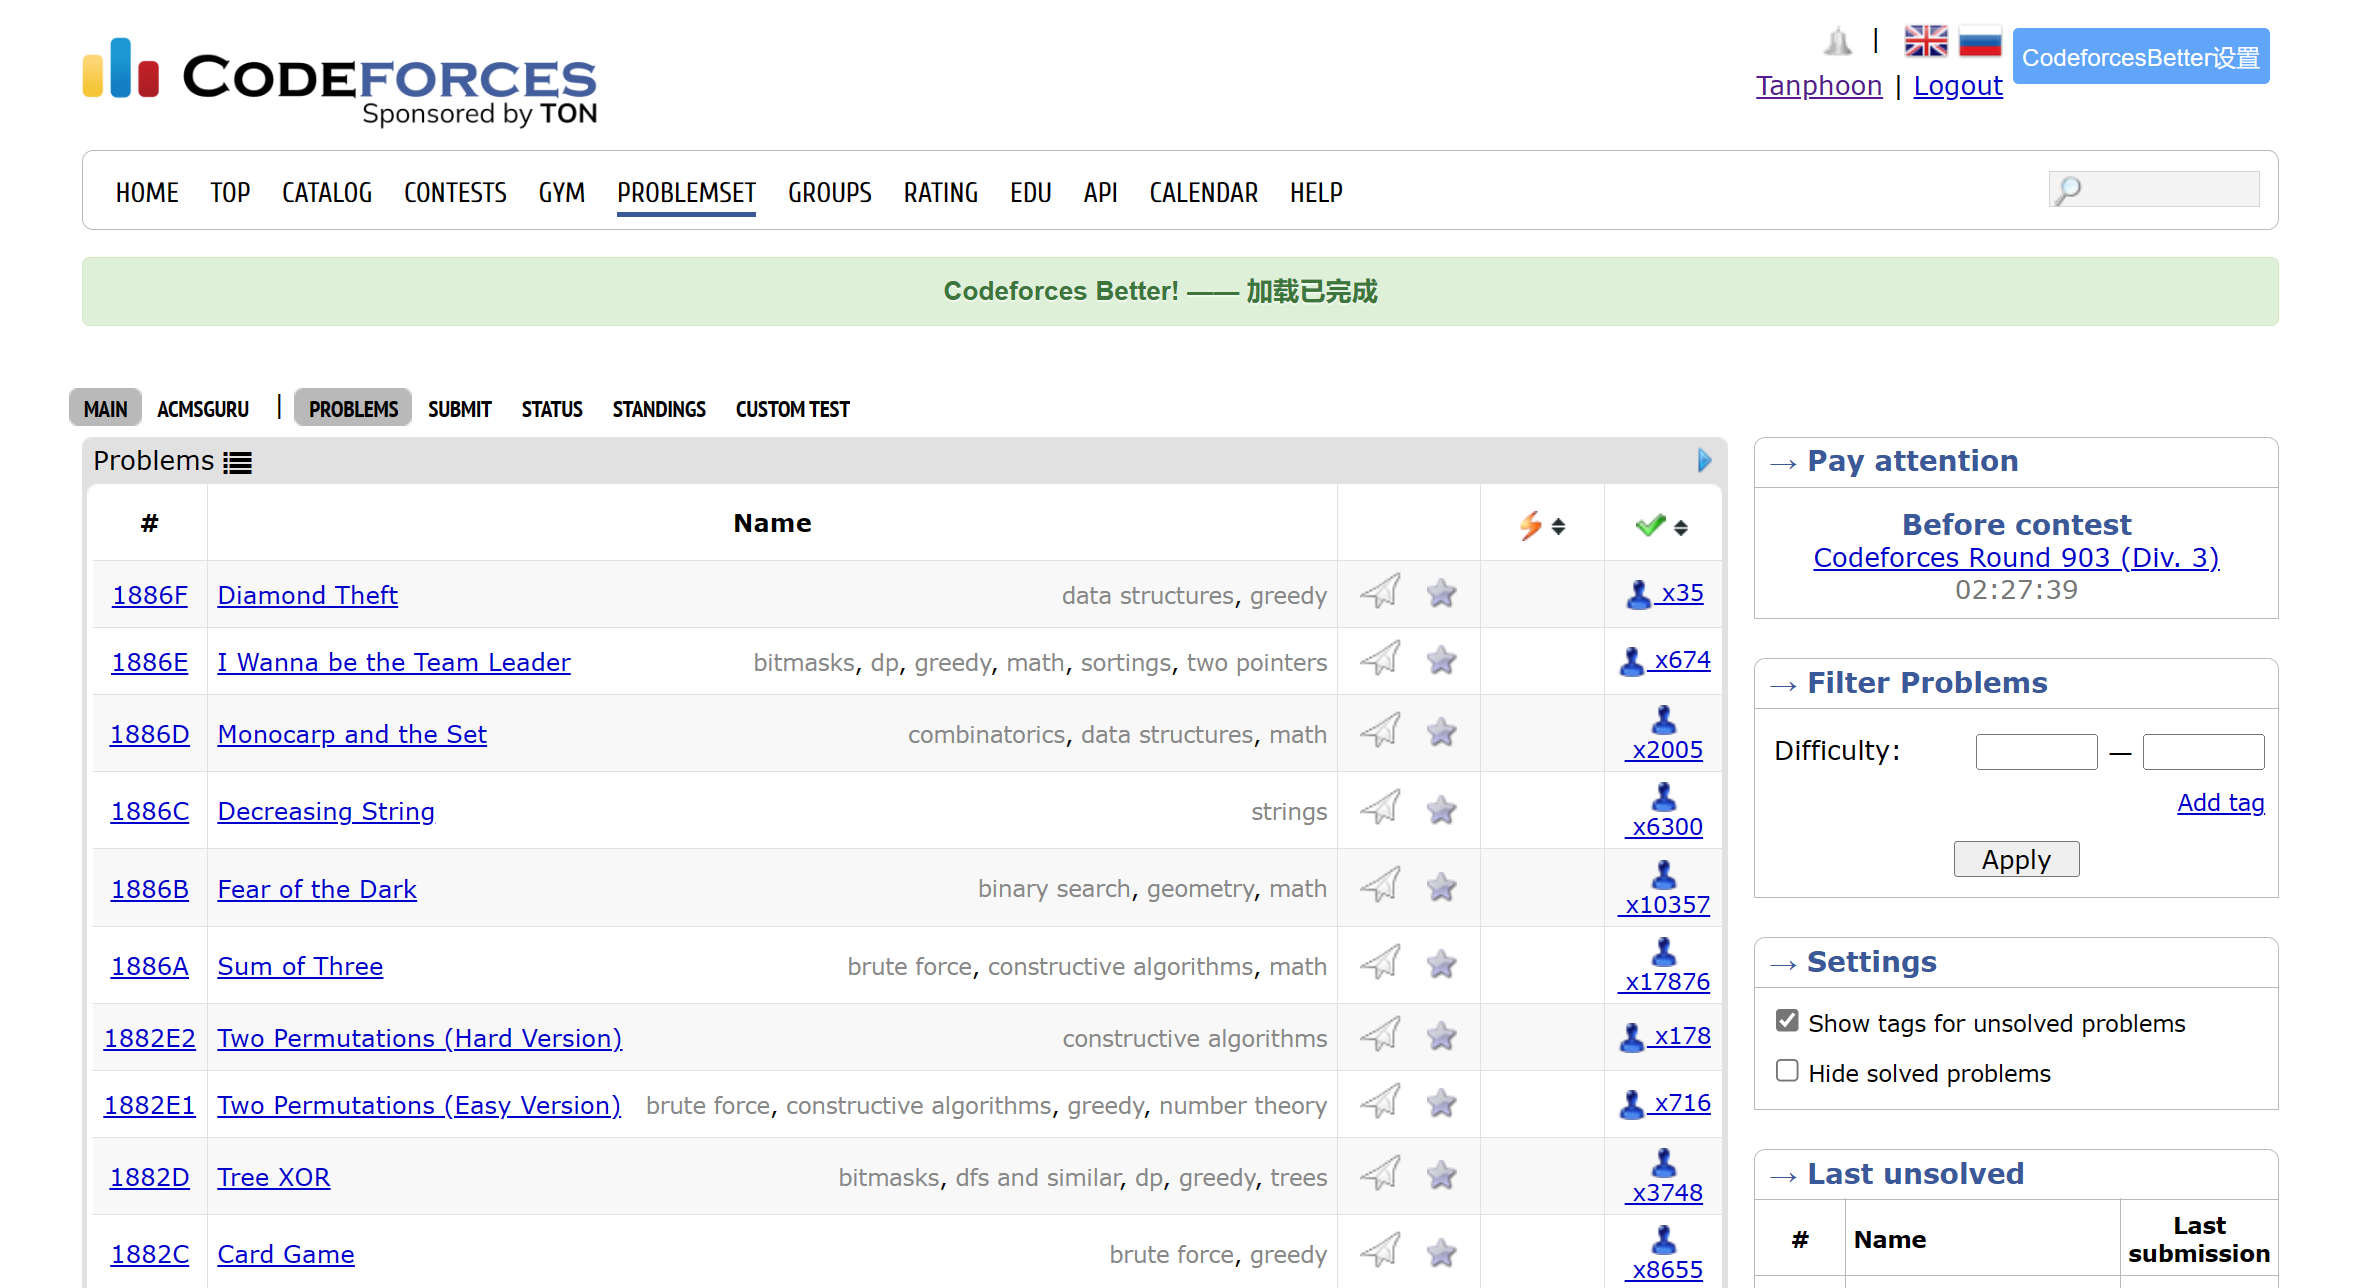 CODEFORCES
Sponsored by TON
|
CodeforcesBetter设置
Tanphoon | Logout
HOME TOP CATALOG CONTESTS GYM PROBLEMSET GROUPS RATING EDU API CALENDAR HELP
Codeforces Better! —— 加载已完成
MAIN ACMSGURU | PROBLEMS SUBMIT STATUS STANDINGS CUSTOM TEST
Problems
# Name
1886F Diamond Theft data structures, greedy x35
1886E I Wanna be the Team Leader bitmasks, dp, greedy, math, sortings, two pointers x674
1886D Monocarp and the Set combinatorics, data structures, math x2005
1886C Decreasing String strings x6300
1886B Fear of the Dark binary search, geometry, math x10357
1886A Sum of Three brute force, constructive algorithms, math x17876
1882E2 Two Permutations (Hard Version) constructive algorithms x178
1882E1 Two Permutations (Easy Version) brute force, constructive algorithms, greedy, number theory x716
1882D Tree XOR bitmasks, dfs and similar, dp, greedy, trees x3748
1882C Card Game brute force, greedy x8655
→ Pay attention
Before contest
Codeforces Round 903 (Div. 3)
02:27:39
→ Filter Problems
Difficulty: —
Add tag
Apply
→ Settings
Show tags for unsolved problems
Hide solved problems
→ Last unsolved
# Name Last submission